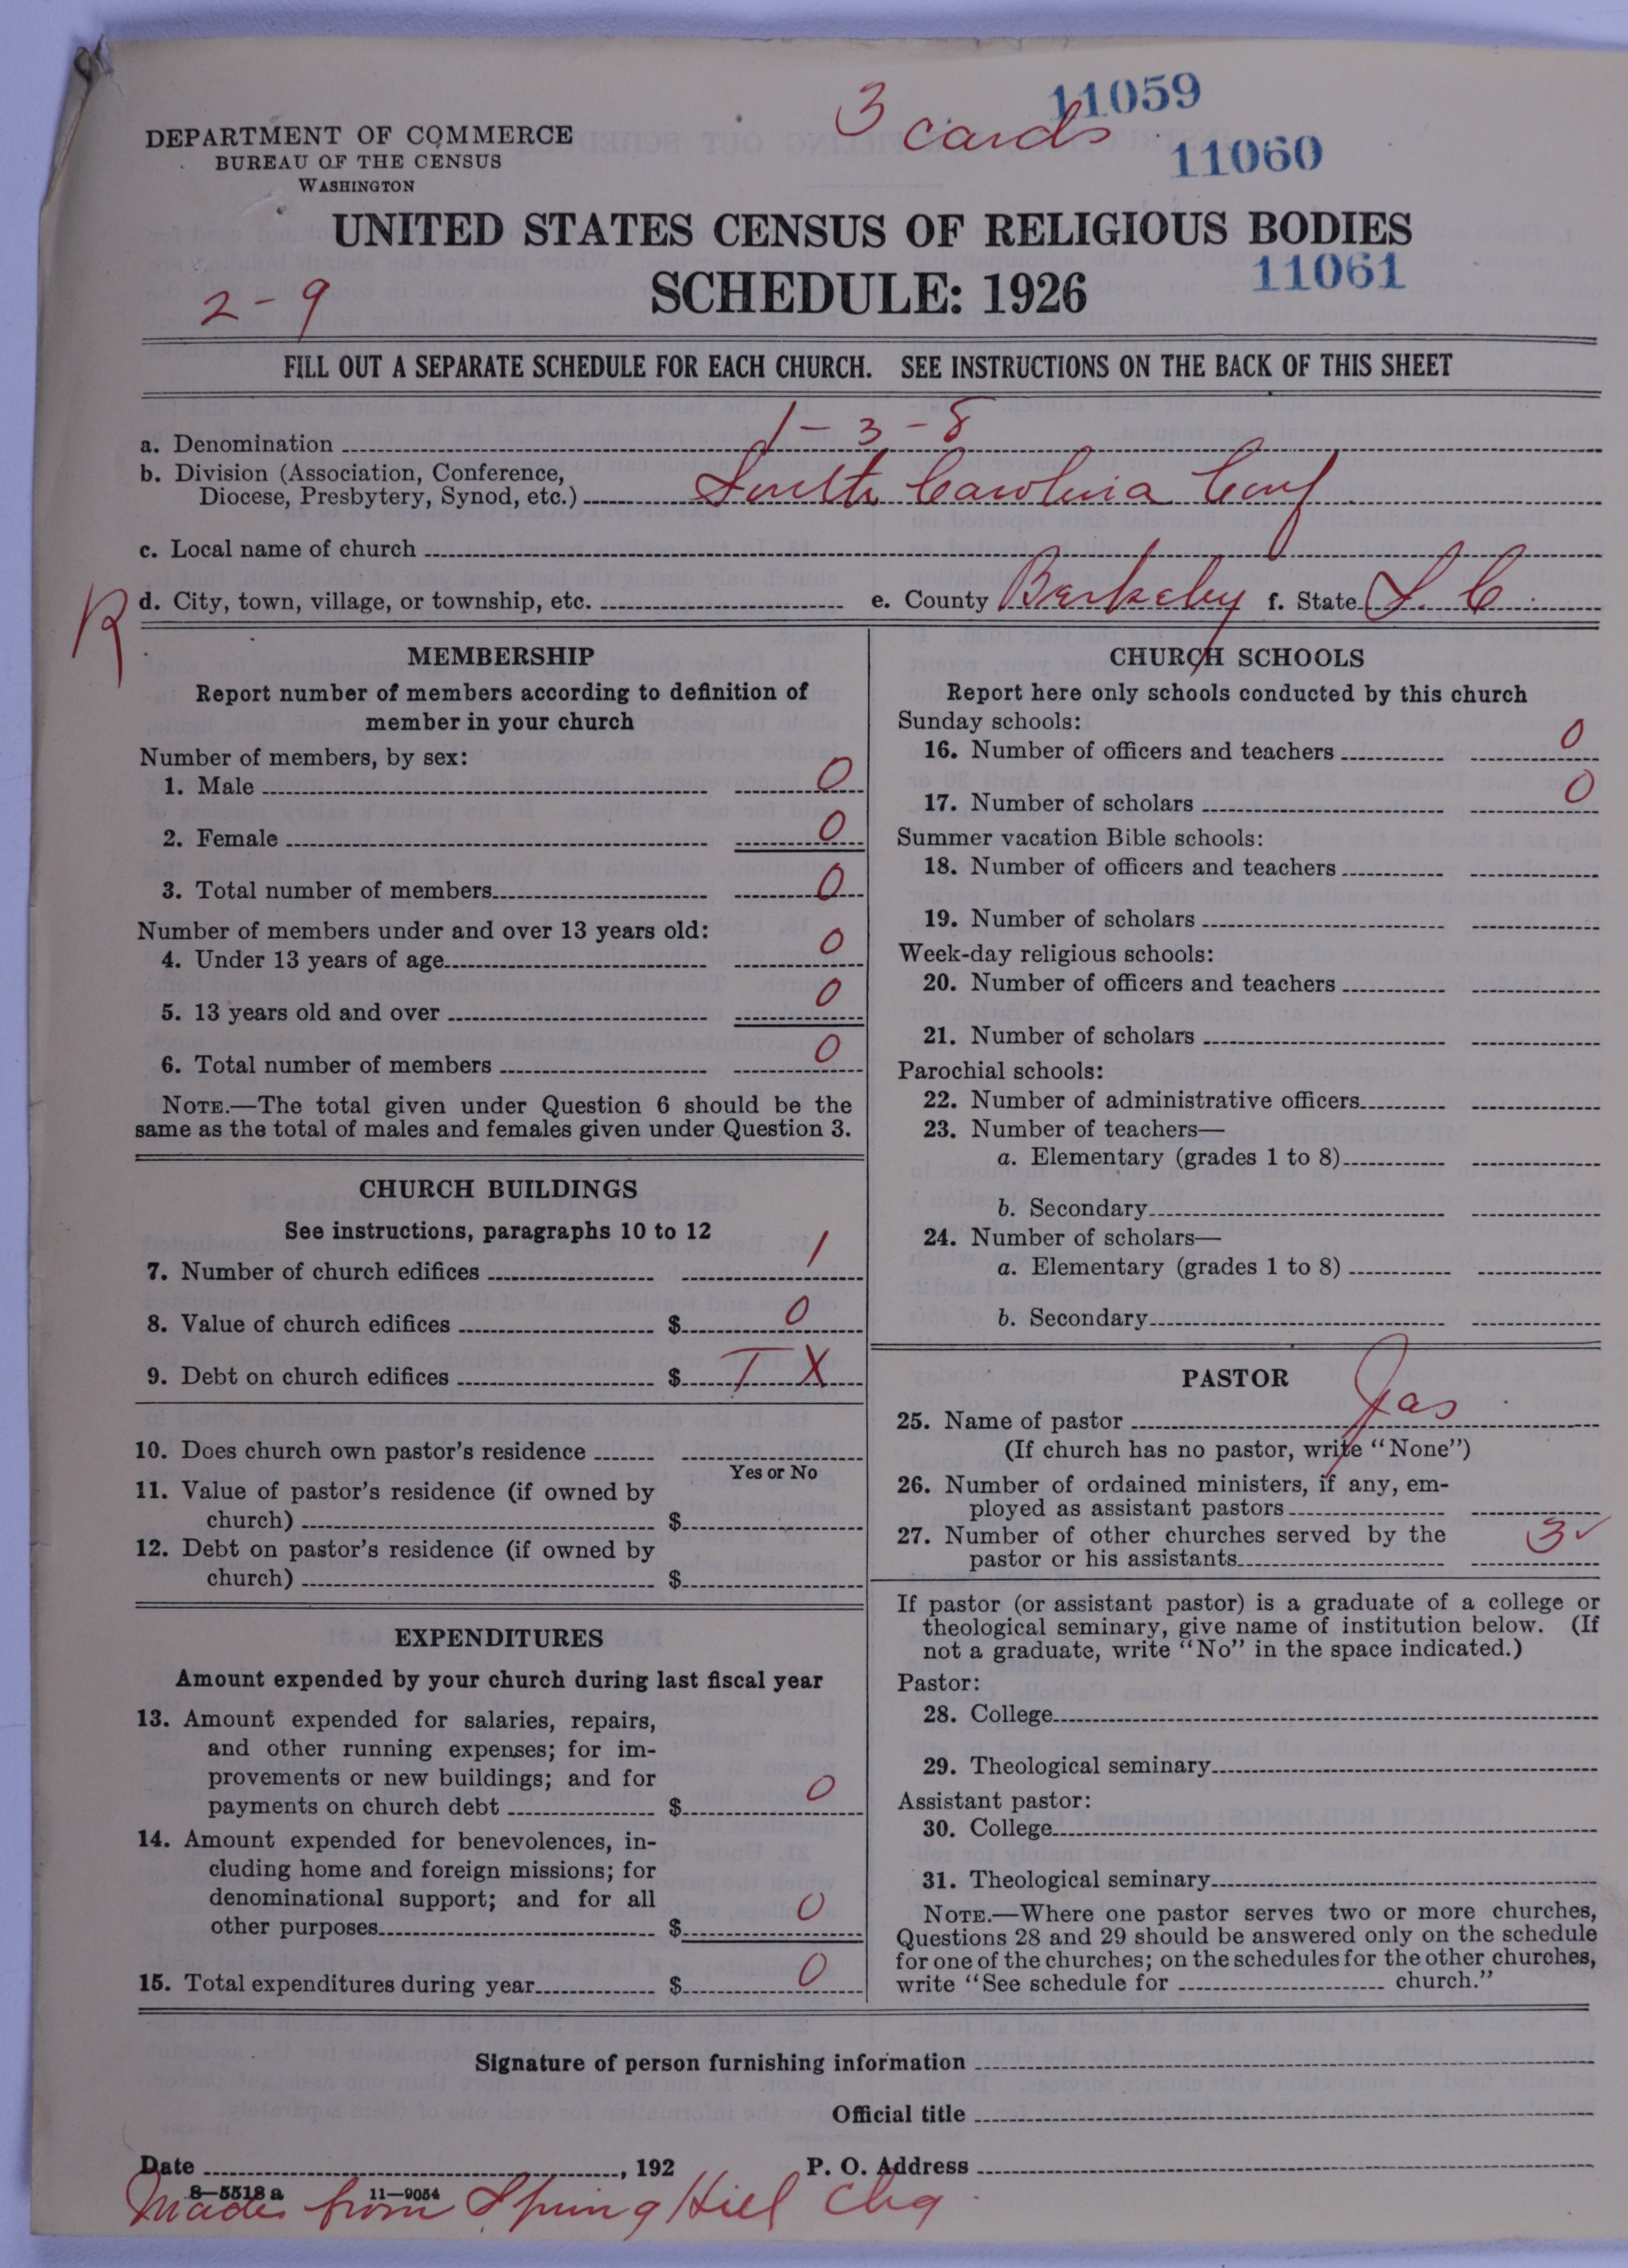 11059
3 cards
11060
DEPARTMENT OF COMMERCE
BUREAU OF THE CENSUS
WASHINGTON
UNITED STATES CENSUS OF RELIGIOUS BODIES
11061
SCHEDULE: 1926
2-9
FILL OUT A SEPARATE SCHEDULE FOR EACH CHURCH. SEE INSTRUCTIONS ON THE BACK OF THIS SHEET
a. Denomination 1-3-8
b. Division (Association, Conference,
Diocese, Presbytery, Synod, etc.) South Carolina Conf
c. Local name of church
R
d. City, town, village, or township, etc. e. County Berkeley f. State S. C.
MEMBERSHIP
Report number of members according to definition of
member in your church
Number of members, by sex:
1. Male 0
2. Female 0
3. Total number of members 0
Number of members under and over 13 years old:
4. Under 13 years of age 0
5. 13 years old and over 0
6. Total number of members 0
NOTE.—The total given under Question 6 should be the
same as the total of males and females given under Question 3.
CHURCH BUILDINGS
See instructions, paragraphs 10 to 12
7. Number of church edifices 1
8. Value of church edifices $ 0
9. Debt on church edifices $ T X
10. Does church own pastor's residence
Yes or No
11. Value of pastor's residence (if owned by
church) $
12. Debt on pastor's residence (if owned by
church) $
EXPENDITURES
Amount expended by your church during last fiscal year
13. Amount expended for salaries, repairs,
and other running expenses; for im-
provements or new buildings; and for
payments on church debt $ 0
14. Amount expended for benevolences, in-
cluding home and foreign missions; for
denominational support; and for all
other purposes $ 0
15. Total expenditures during year $ 0
CHURCH SCHOOLS
Report here only schools conducted by this church
Sunday schools:
16. Number of officers and teachers 0
17. Number of scholars 0
Summer vacation Bible schools:
18. Number of officers and teachers
19. Number of scholars
Week-day religious schools:
20. Number of officers and teachers
21. Number of scholars
Parochial schools:
22. Number of administrative officers
23. Number of teachers—
a. Elementary (grades 1 to 8)
b. Secondary
24. Number of scholars—
a. Elementary (grades 1 to 8)
b. Secondary
PASTOR
25. Name of pastor Jas
(If church has no pastor, write "None")
26. Number of ordained ministers, if any, em-
ployed as assistant pastors
27. Number of other churches served by the
pastor or his assistants 3✓
If pastor (or assistant pastor) is a graduate of a college or
theological seminary, give name of institution below. (If
not a graduate, write "No" in the space indicated.)
Pastor:
28. College
29. Theological seminary
Assistant pastor:
30. College
31. Theological seminary
NOTE.—Where one pastor serves two or more churches,
Questions 28 and 29 should be answered only on the schedule
for one of the churches; on the schedules for the other churches,
write "See schedule for church."
Signature of person furnishing information
Official title
Date , 192 P. O. Address
8—5518 a 11—9054
Made from Spring Hill Chg.